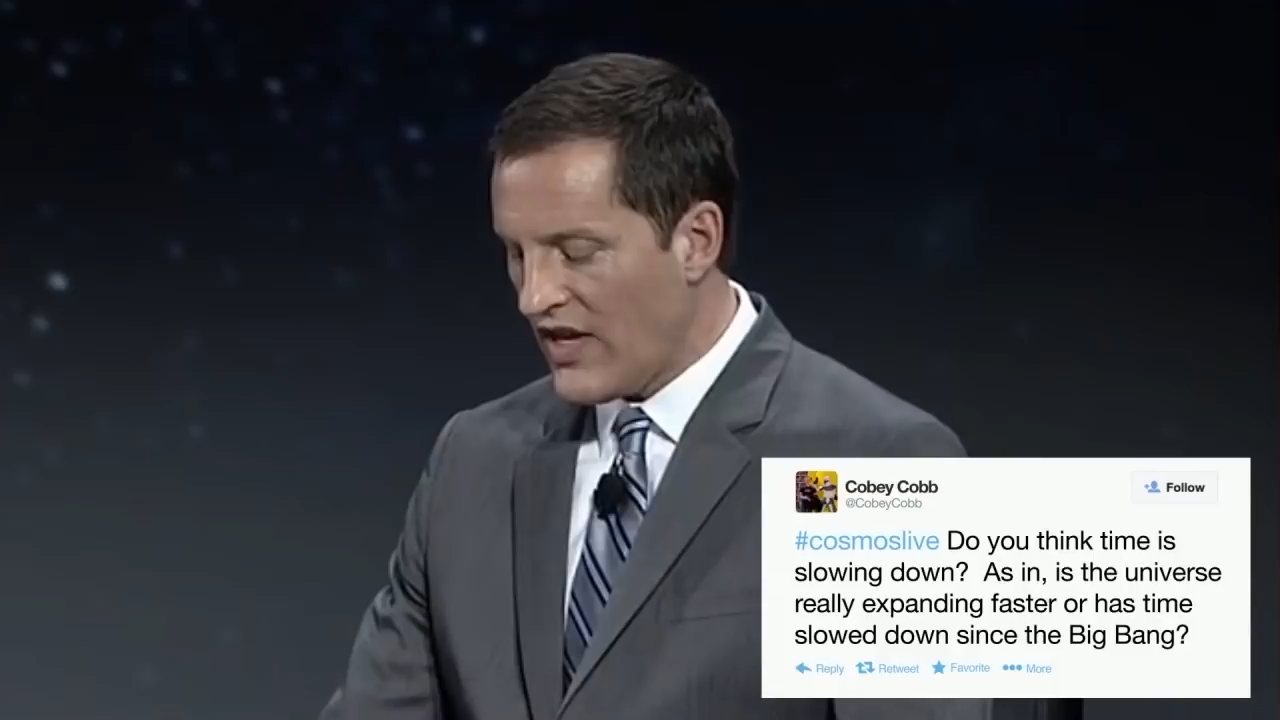 Cobey Cobb
@CobeyCobb
Follow
#cosmoslive Do you think time is
slowing down? As in, is the universe
really expanding faster or has time
slowed down since the Big Bang?
Reply Retweet Favorite More